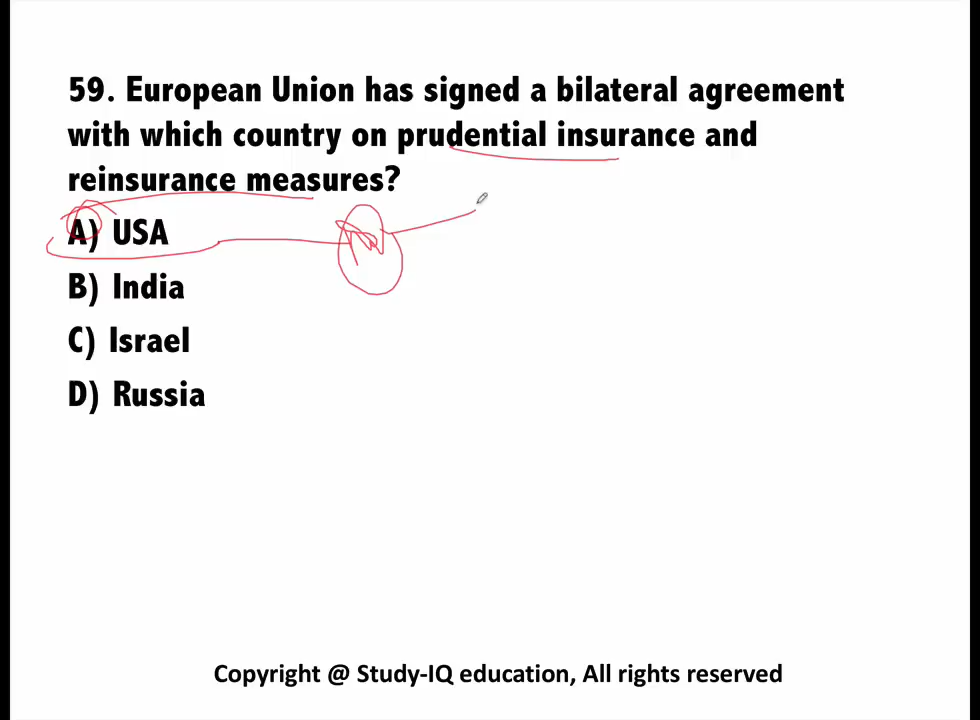 59. European Union has signed a bilateral agreement
with which country on prudential insurance and
reinsurance measures?
A) USA
B) India
C) Israel
D) Russia
Copyright @ Study-IQ education, All rights reserved